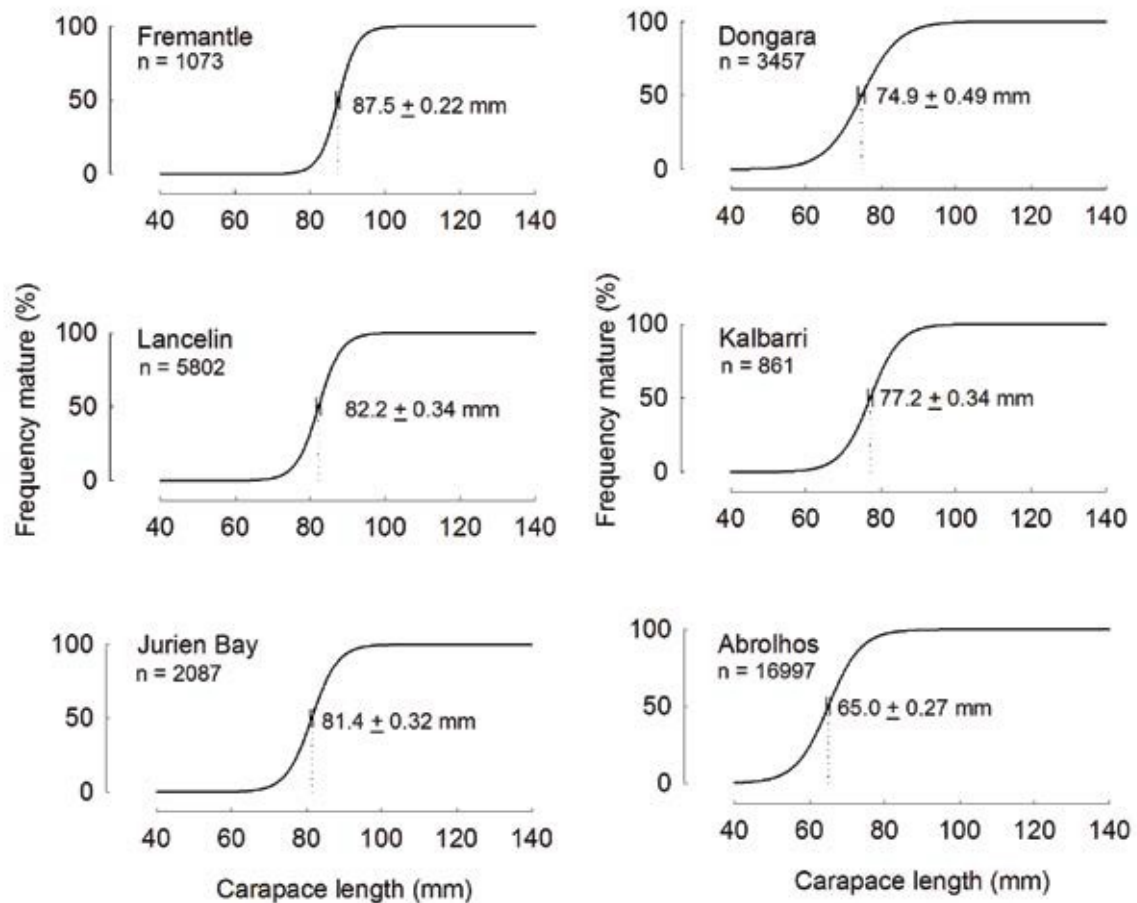 100
50
0
Fremantle
n = 1073
87.5 ± 0.22 mm
40 60 80 100 120 140
100
50
0
Dongara
n = 3457
74.9 ± 0.49 mm
40 60 80 100 120 140
Frequency mature (%)
100
50
0
Lancelin
n = 5802
82.2 ± 0.34 mm
40 60 80 100 120 140
Frequency mature (%)
100
50
0
Kalbarri
n = 861
77.2 ± 0.34 mm
40 60 80 100 120 140
100
50
0
Jurien Bay
n = 2087
81.4 ± 0.32 mm
40 60 80 100 120 140
Carapace length (mm)
100
50
0
Abrolhos
n = 16997
65.0 ± 0.27 mm
40 60 80 100 120 140
Carapace length (mm)